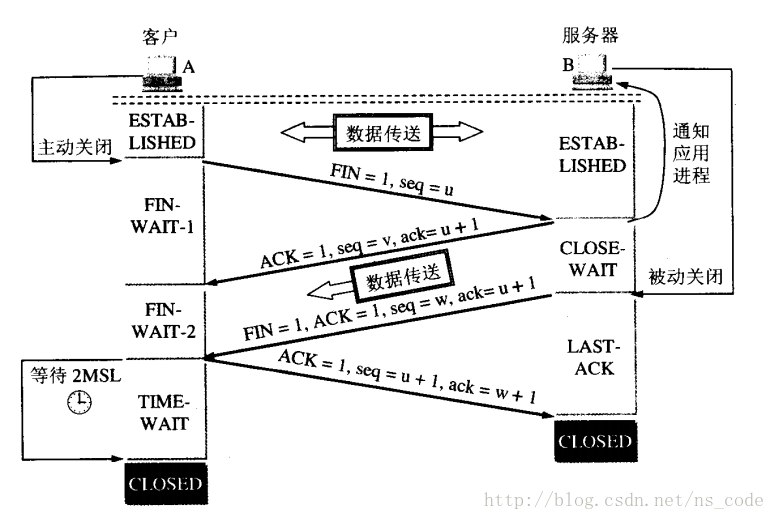 客户
服务器
A
B
ESTAB-
LISHED
数据传送
ESTAB-
LISHED
通知
应用
进程
主动关闭
FIN = 1, seq = u
FIN-
WAIT-1
ACK = 1, seq = v, ack= u + 1
CLOSE-
WAIT
数据传送
被动关闭
FIN-
WAIT-2
FIN = 1, ACK = 1, seq = w, ack= u + 1
等待 2MSL
ACK = 1, seq = u + 1, ack = w + 1
LAST-
ACK
TIME-
WAIT
CLOSED
CLOSED
http://blog.csdn.net/ns_code